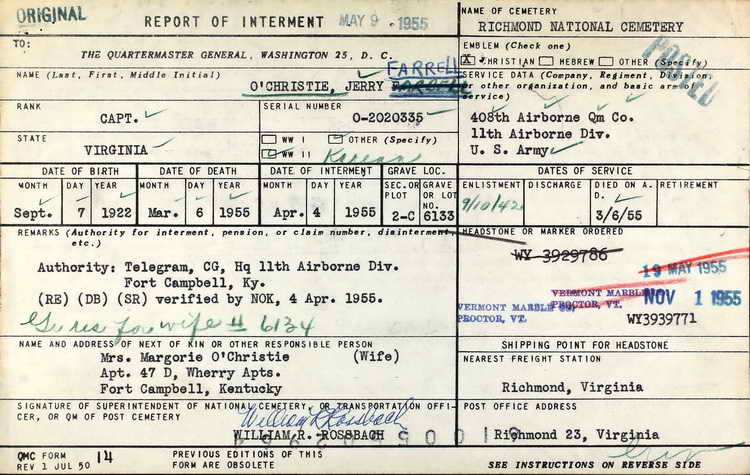 ORIGINAL
REPORT OF INTERMENT
MAY 9 1955
NAME OF CEMETERY
RICHMOND NATIONAL CEMETERY
TO:
THE QUARTERMASTER GENERAL, WASHINGTON 25, D. C.
EMBLEM (Check one)
X CHRISTIAN HEBREW OTHER (Specify)
NAME (Last, First, Middle Initial)
O'CHRISTIE, JERRY FARRELL
SERVICE DATA (Company, Regiment, Division, or other organization, and basic arm of service)
408th Airborne Qm Co.
11th Airborne Div.
U. S. Army
RANK
CAPT.
SERIAL NUMBER
O-2020335
STATE
VIRGINIA
WW I OTHER (Specify)
WW II Korean
DATE OF BIRTH
DATE OF DEATH
DATE OF INTERMENT
GRAVE LOC.
DATES OF SERVICE
MONTH DAY YEAR MONTH DAY YEAR MONTH DAY YEAR SEC. OR PLOT GRAVE OR LOT NO.
ENLISTMENT DISCHARGE DIED ON A. D. RETIREMENT
Sept. 7 1922 Mar. 6 1955 Apr. 4 1955 2-C 6133
9/10/42 3/6/55
REMARKS (Authority for interment, pension, or claim number, disinterment, etc.)
Authority: Telegram, CG, Hq 11th Airborne Div.
Fort Campbell, Ky.
(RE) (DB) (SR) verified by NOK, 4 Apr. 1955.
Gr res for wife # 6134
HEADSTONE OR MARKER ORDERED
WY 3929786
19 MAY 1955
VERMONT MARBLE
PROCTOR, VT.
NOV 1 1955
VERMONT MARBLE CO.
PROCTOR, VT.
WY3939771
NAME AND ADDRESS OF NEXT OF KIN OR OTHER RESPONSIBLE PERSON
Mrs. Margorie O'Christie (Wife)
Apt. 47 D, Wherry Apts.
Fort Campbell, Kentucky
SHIPPING POINT FOR HEADSTONE
NEAREST FREIGHT STATION
Richmond, Virginia
SIGNATURE OF SUPERINTENDENT OF NATIONAL CEMETERY, OR TRANSPORTATION OFFICER, OR QM OF POST CEMETERY
William R Rossbach
WILLIAM R. ROSSBACH
POST OFFICE ADDRESS
Richmond 23, Virginia
QMC FORM
REV 1 JUL 50
14
PREVIOUS EDITIONS OF THIS
FORM ARE OBSOLETE
SEE INSTRUCTIONS ON REVERSE SIDE